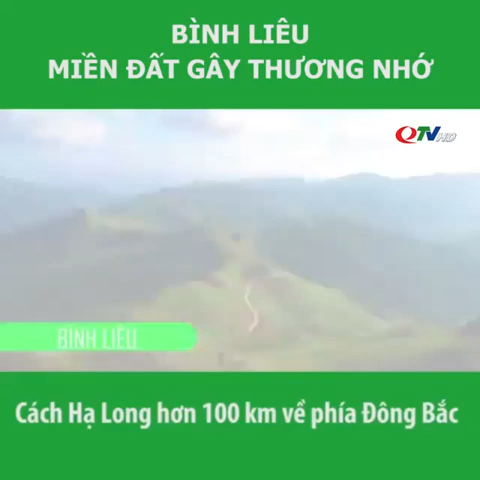 BÌNH LIÊU
MIỀN ĐẤT GÂY THƯƠNG NHỚ
QTV HD
BÌNH LIÊU
Cách Hạ Long hơn 100 km về phía Đông Bắc